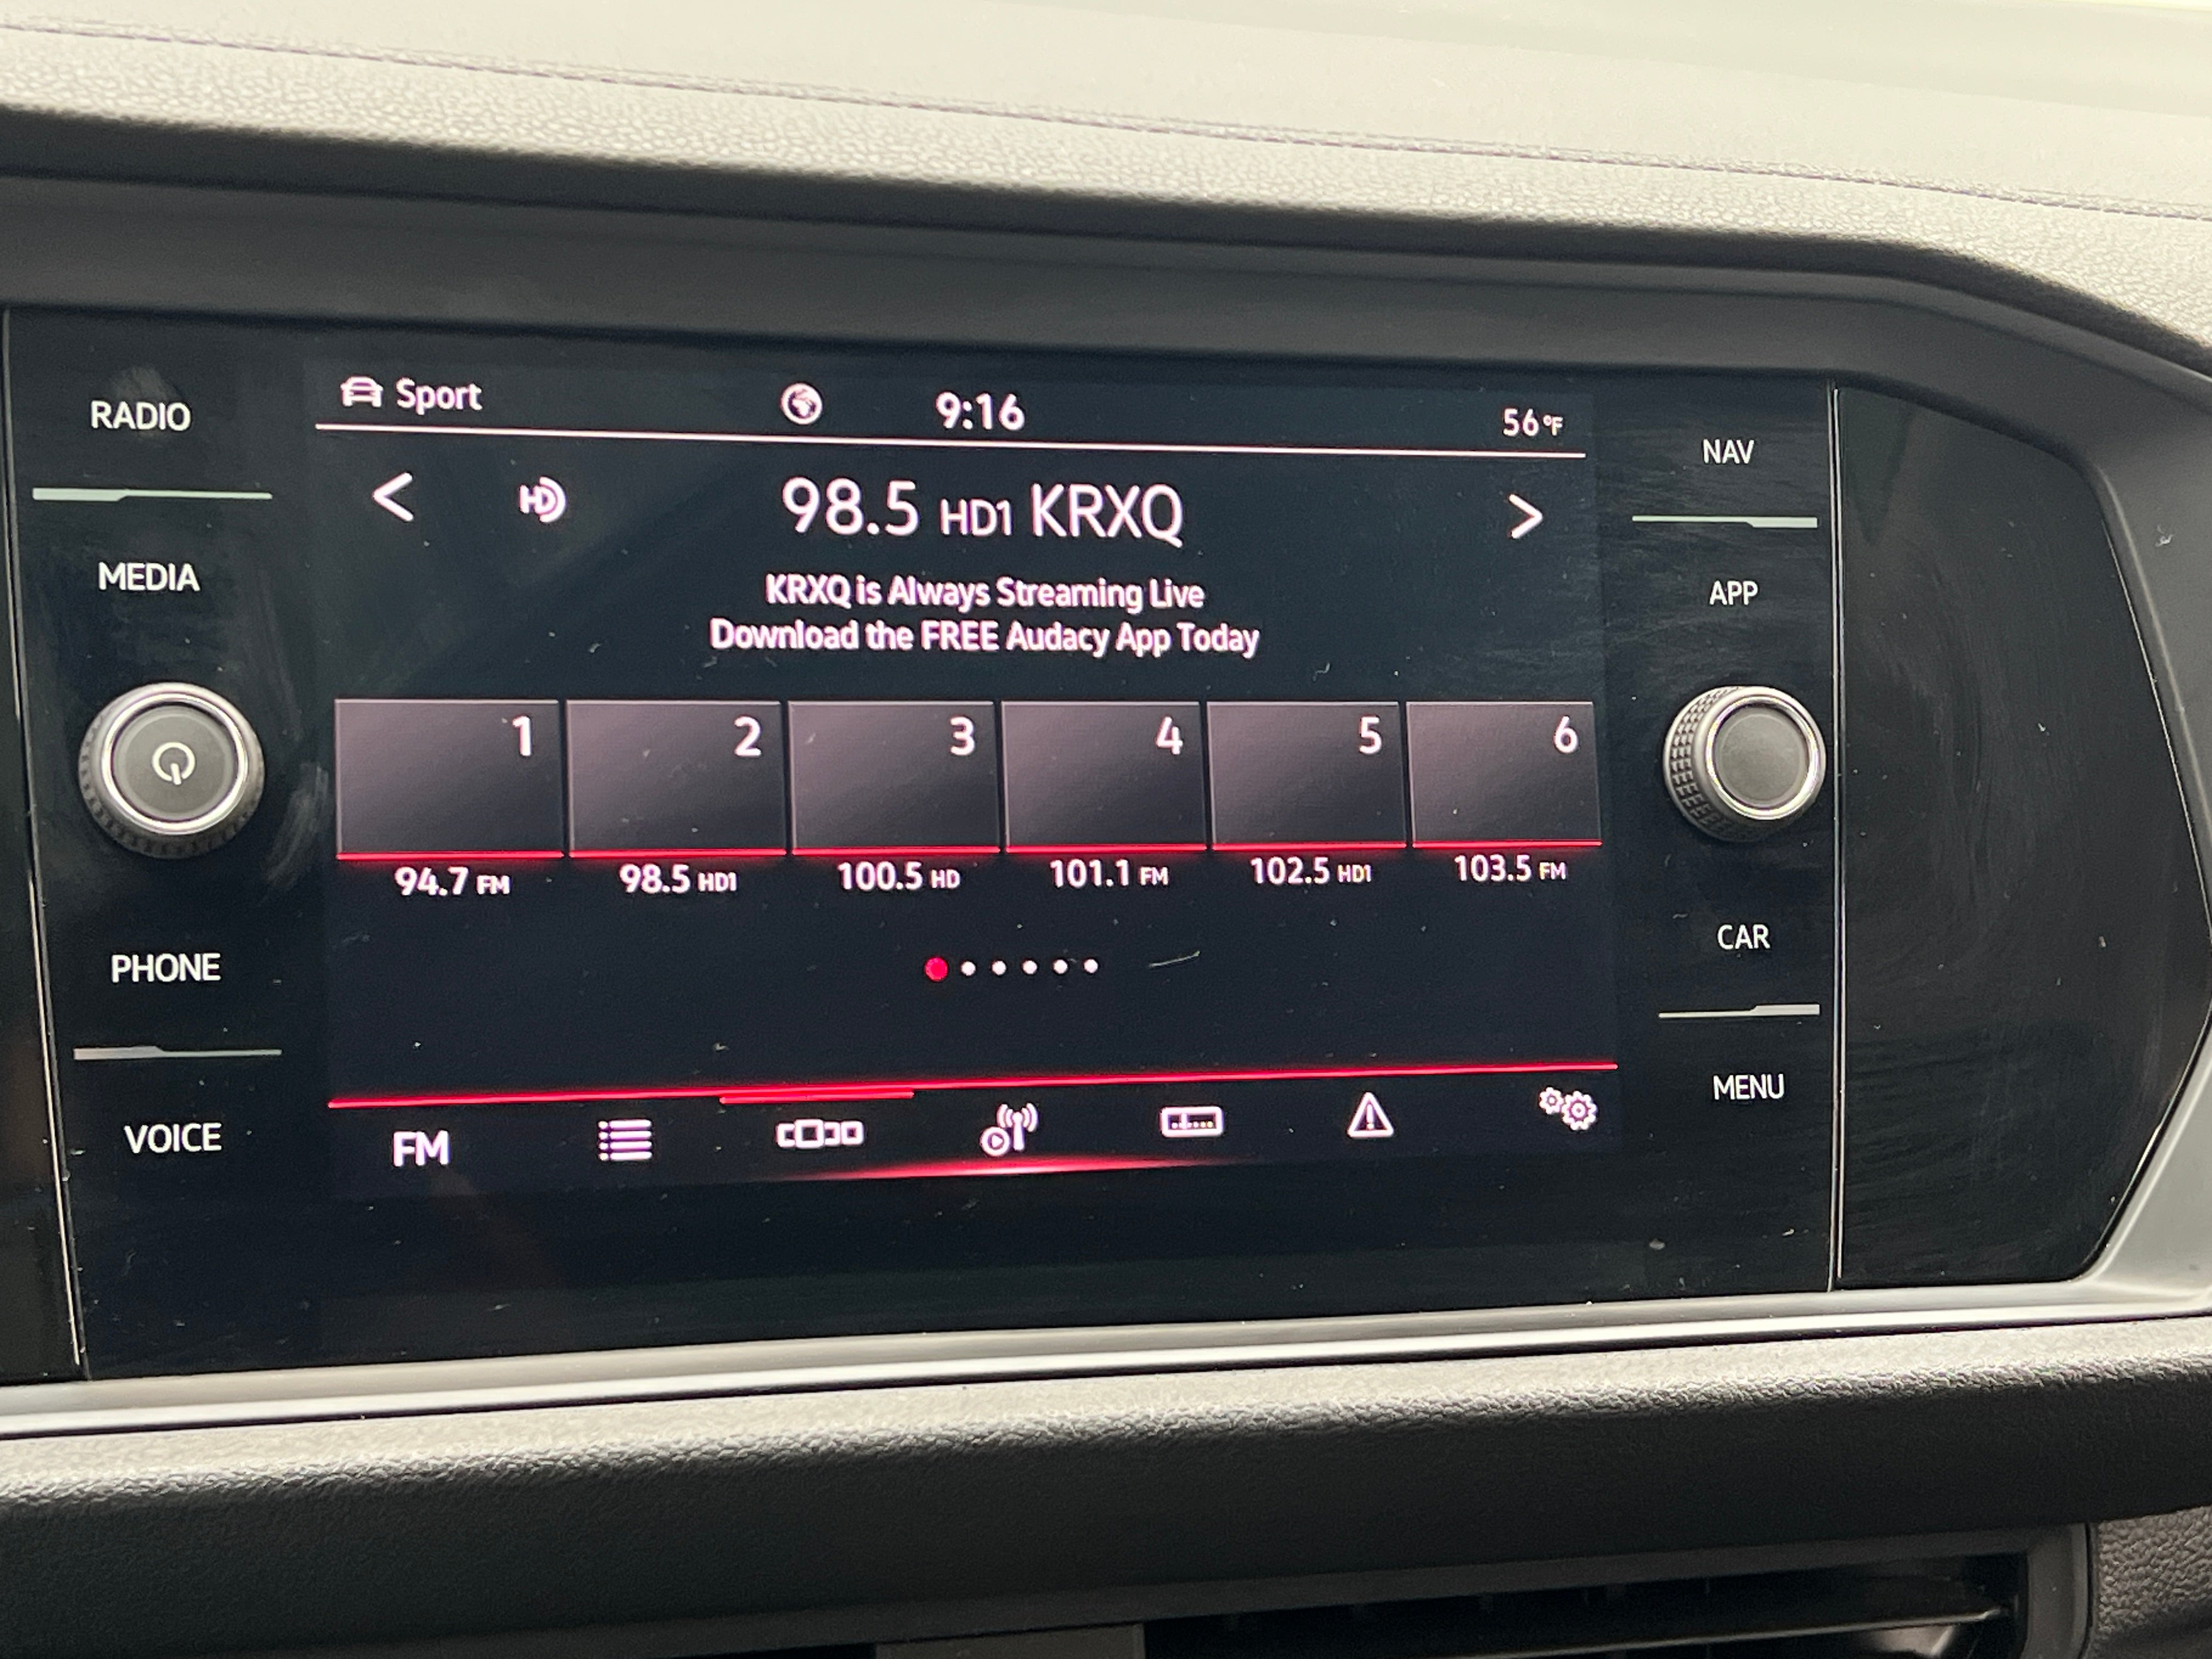 RADIO
MEDIA
PHONE
VOICE
Sport 9:16 56°F
HD 98.5 HD1 KRXQ
KRXQ is Always Streaming Live
Download the FREE Audacy App Today
1 2 3 4 5 6
94.7 FM 98.5 HD1 100.5 HD 101.1 FM 102.5 HD1 103.5 FM
FM
NAV
APP
CAR
MENU